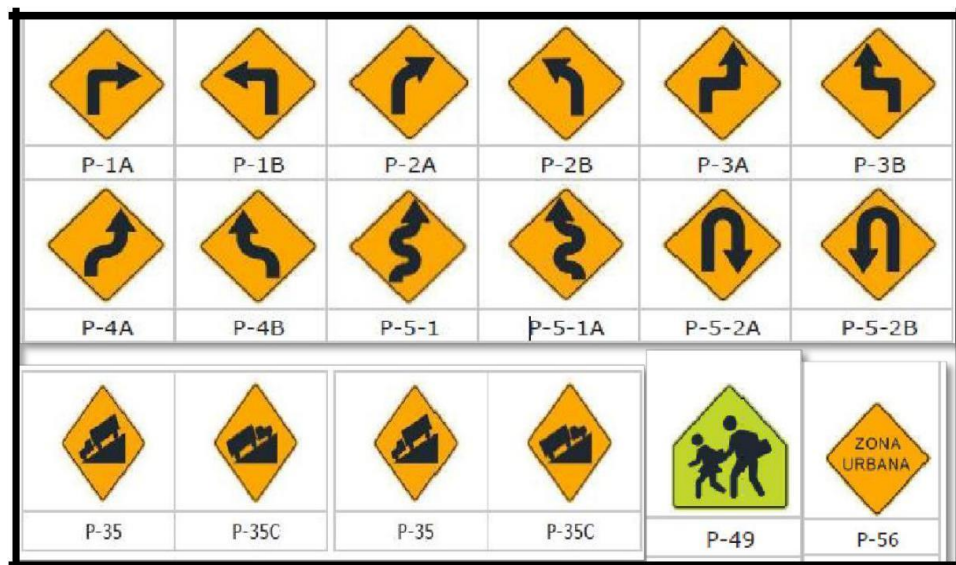 P-1A P-1B P-2A P-2B P-3A P-3B
P-4A P-4B P-5-1 P-5-1A P-5-2A P-5-2B
ZONA
URBANA
P-35 P-35C P-35 P-35C P-49 P-56